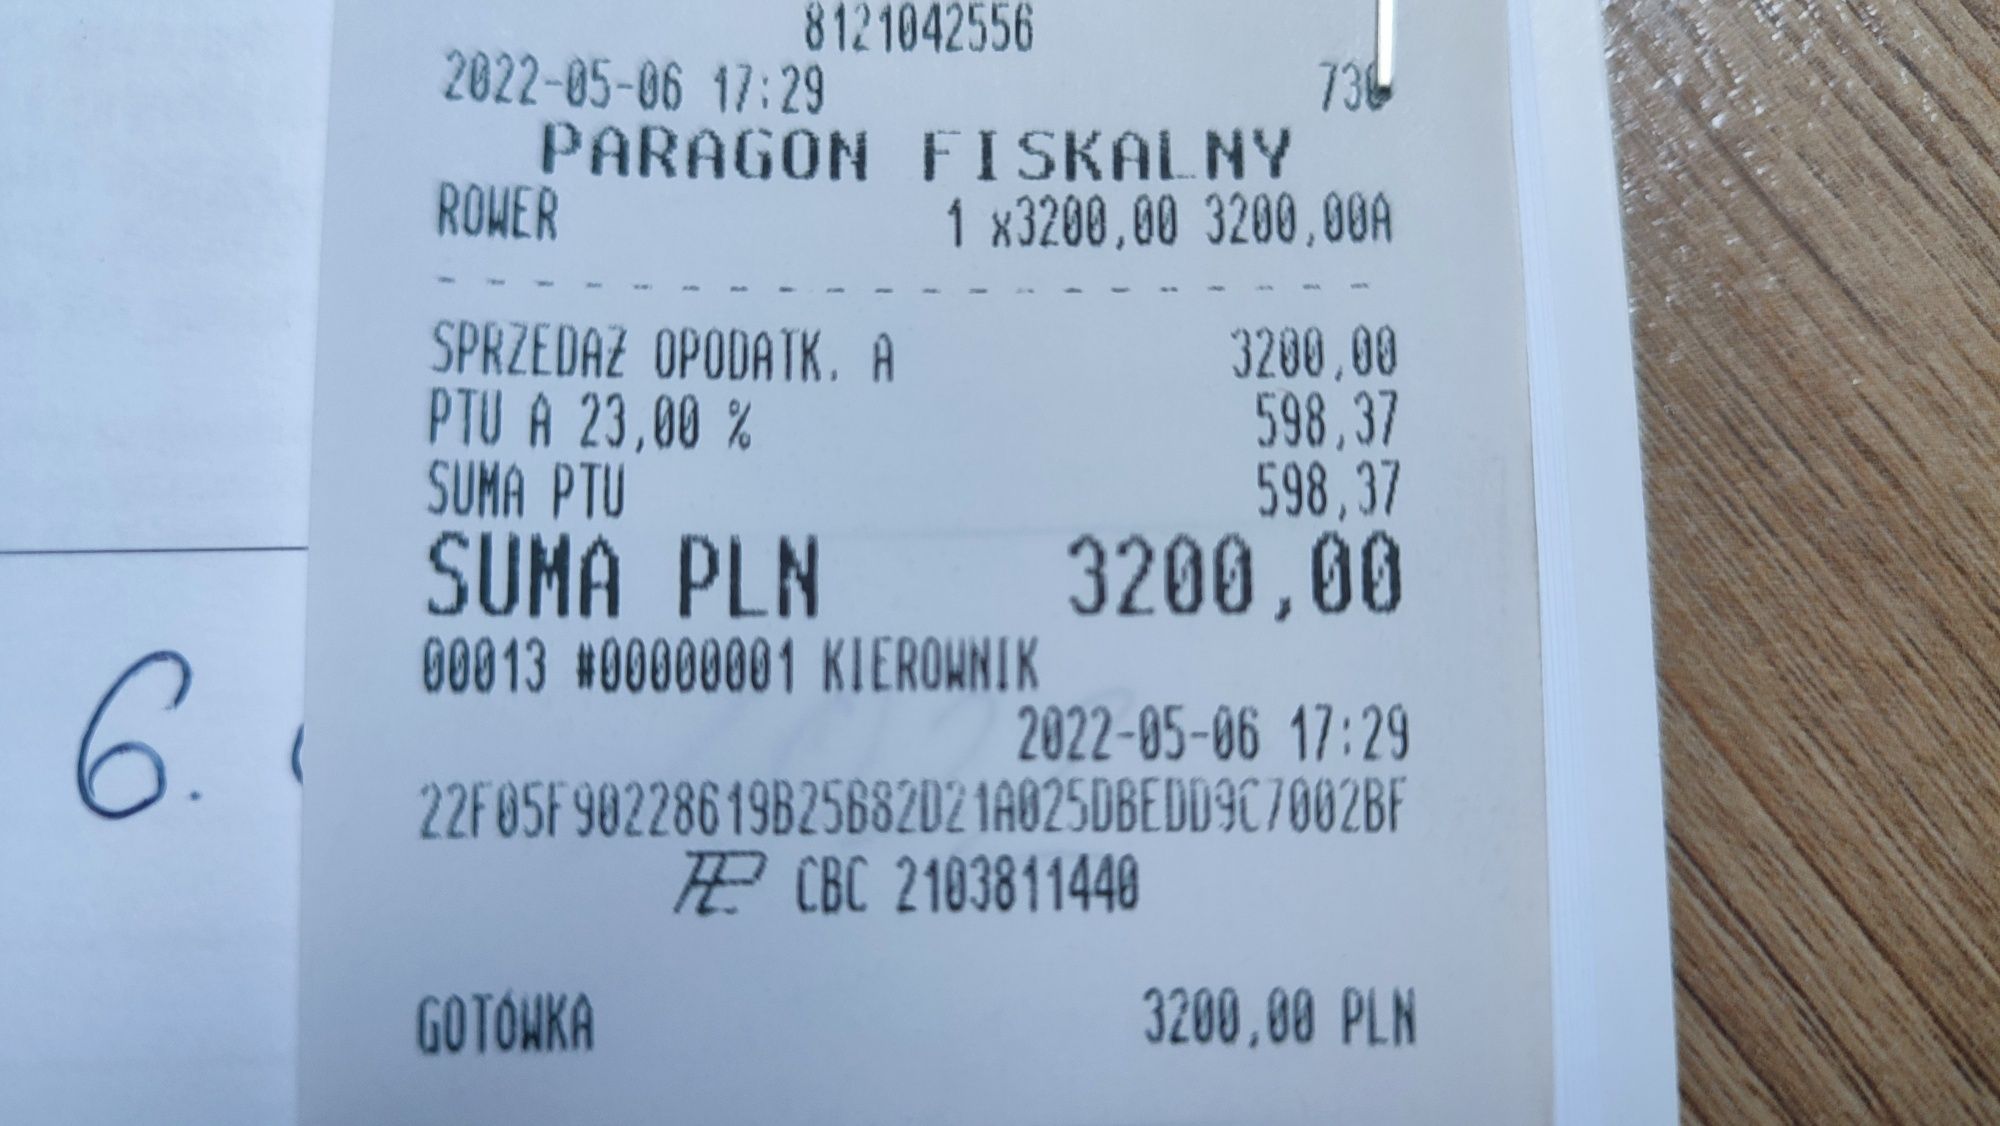 8121042556
2022-05-06 17:29 730
PARAGON FISKALNY
ROWER 1 x3200,00 3200,00A
SPRZEDAŻ OPODATK. A 3200,00
PTU A 23,00 % 598,37
SUMA PTU 598,37
SUMA PLN 3200,00
00013 #00000001 KIEROWNIK
2022-05-06 17:29
22F05F90228619B25B82D21A025DBEDD9C7002BF
CBC 2103811440
GOTÓWKA 3200,00 PLN
6.